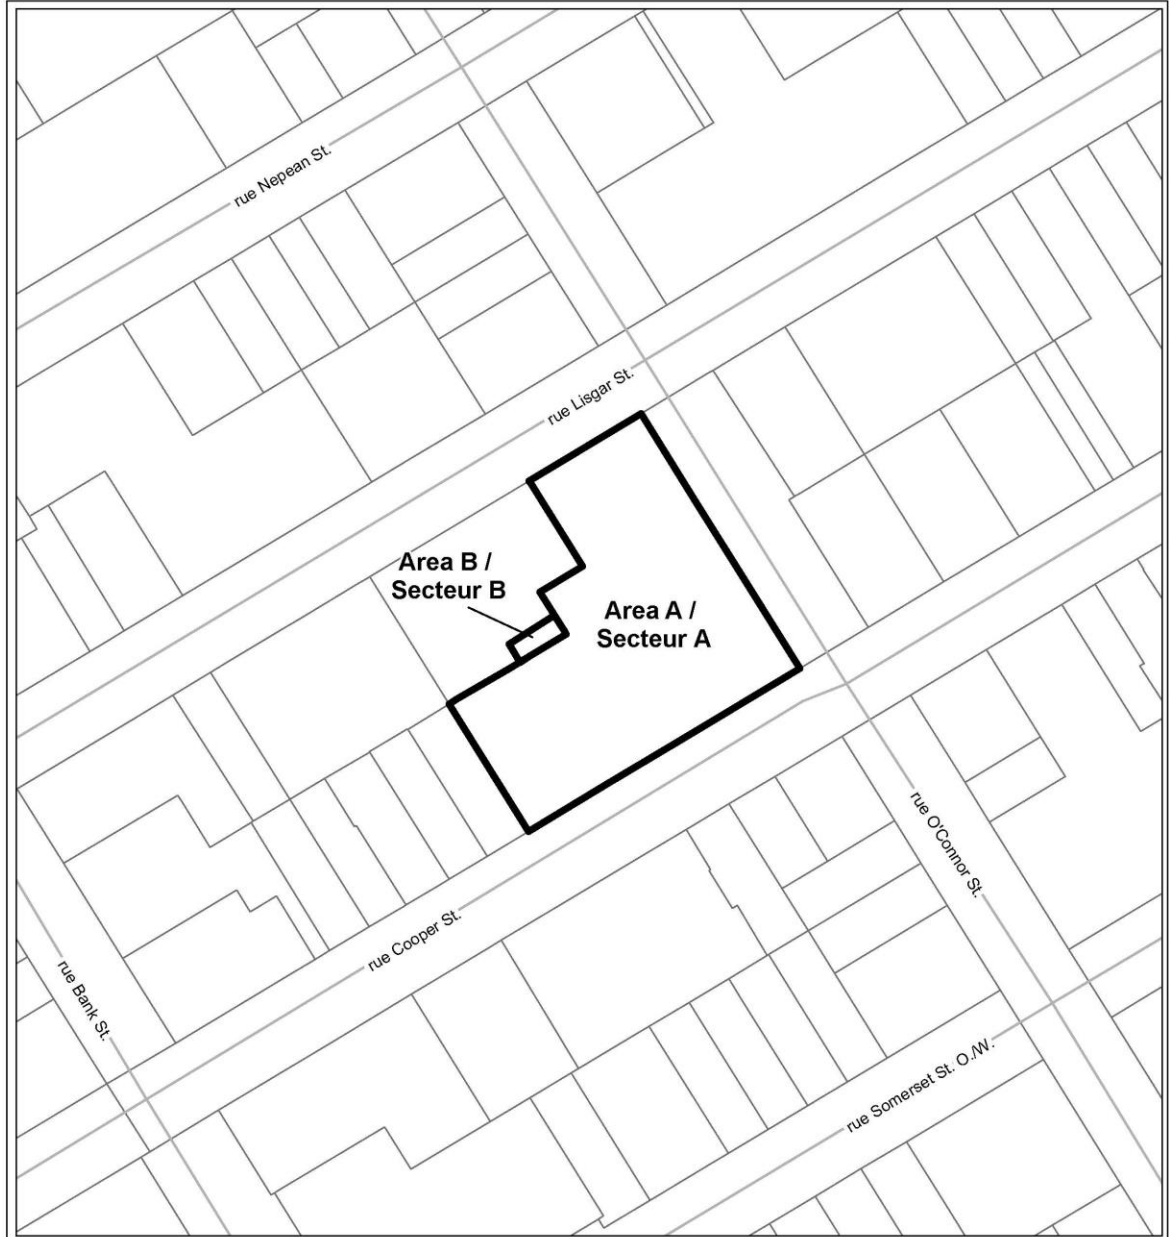 rue Nepean St.
rue Lisgar St.
Area B /
Secteur B
Area A /
Secteur A
rue O'Connor St.
rue Cooper St.
rue Bank St.
rue Somerset St. O./W.